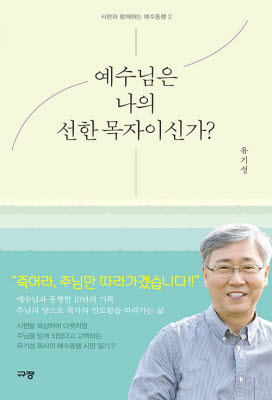 시편과 함께하는 예수동행 2
예수님은
나의
선한 목자이신가?
유기성
"죽어라, 주님만 따라가겠습니다!!"
예수님과 동행한 10년의 기록
주님의 양으로 목자의 인도함을 따라가는 삶
시편을 묵상하며 다윗처럼
주님을 믿게 되었다고 고백하는
유기성 목사의 예수동행 시편 일기 2
규장